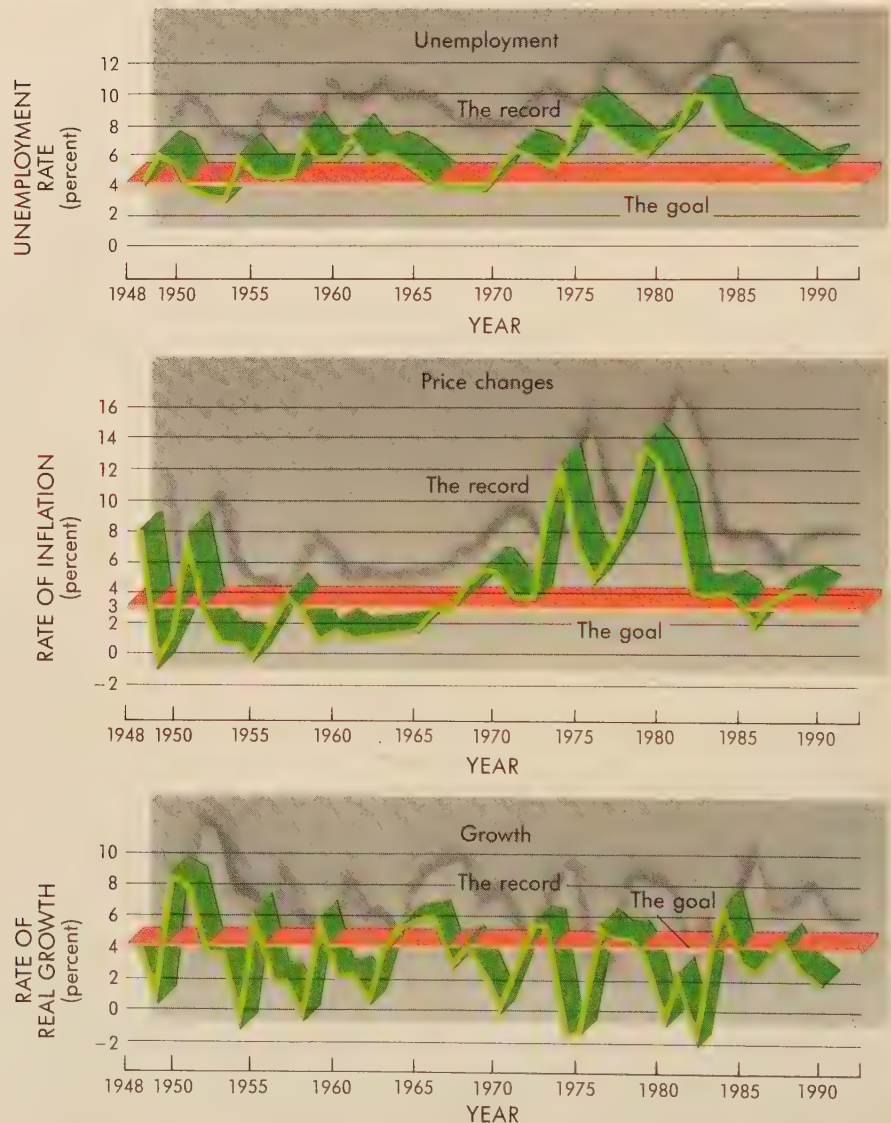 Unemployment
12
10
The record
8
6
4
The goal
2
0
UNEMPLOYMENT
RATE
(percent)
1948 1950 1955 1960 1965 1970 1975 1980 1985 1990
YEAR
Price changes
16
14
12
The record
10
8
6
4
3
2
The goal
0
−2
RATE OF INFLATION
(percent)
1948 1950 1955 1960 1965 1970 1975 1980 1985 1990
YEAR
Growth
10
The record
8
The goal
6
4
2
0
−2
RATE OF
REAL GROWTH
(percent)
1948 1950 1955 1960 1965 1970 1975 1980 1985 1990
YEAR